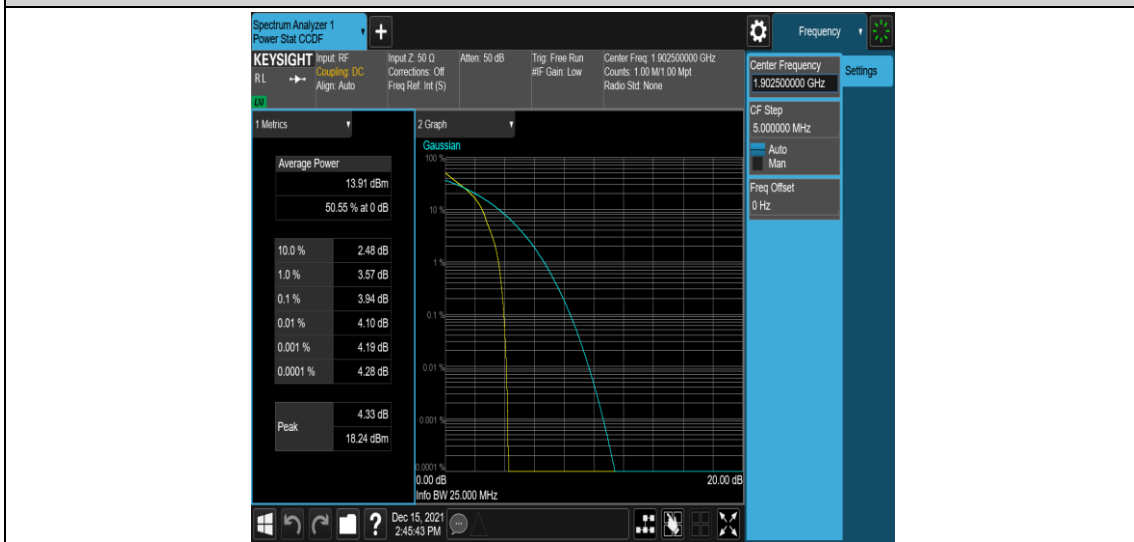 Spectrum Analyzer 1
Power Stat CCDF
+
Frequency
KEYSIGHT
RL
LXI
Input: RF
Coupling: DC
Align: Auto
Input Z: 50 Ω
Corrections: Off
Freq Ref: Int (S)
Atten: 50 dB
Trig: Free Run
#IF Gain: Low
Center Freq: 1.902500000 GHz
Counts: 1.00 M/1.00 Mpt
Radio Std: None
Center Frequency
1.902500000 GHz
Settings
CF Step
5.000000 MHz
Auto
Man
Freq Offset
0 Hz
1 Metrics
Average Power
13.91 dBm
50.55 % at 0 dB
10.0 % 2.48 dB
1.0 % 3.57 dB
0.1 % 3.94 dB
0.01 % 4.10 dB
0.001 % 4.19 dB
0.0001 % 4.28 dB
Peak 4.33 dB
18.24 dBm
2 Graph
Gaussian
100 %
10 %
1 %
0.1 %
0.01 %
0.001 %
0.0001 %
0.00 dB 20.00 dB
Info BW 25.000 MHz
?
Dec 15, 2021
2:45:43 PM